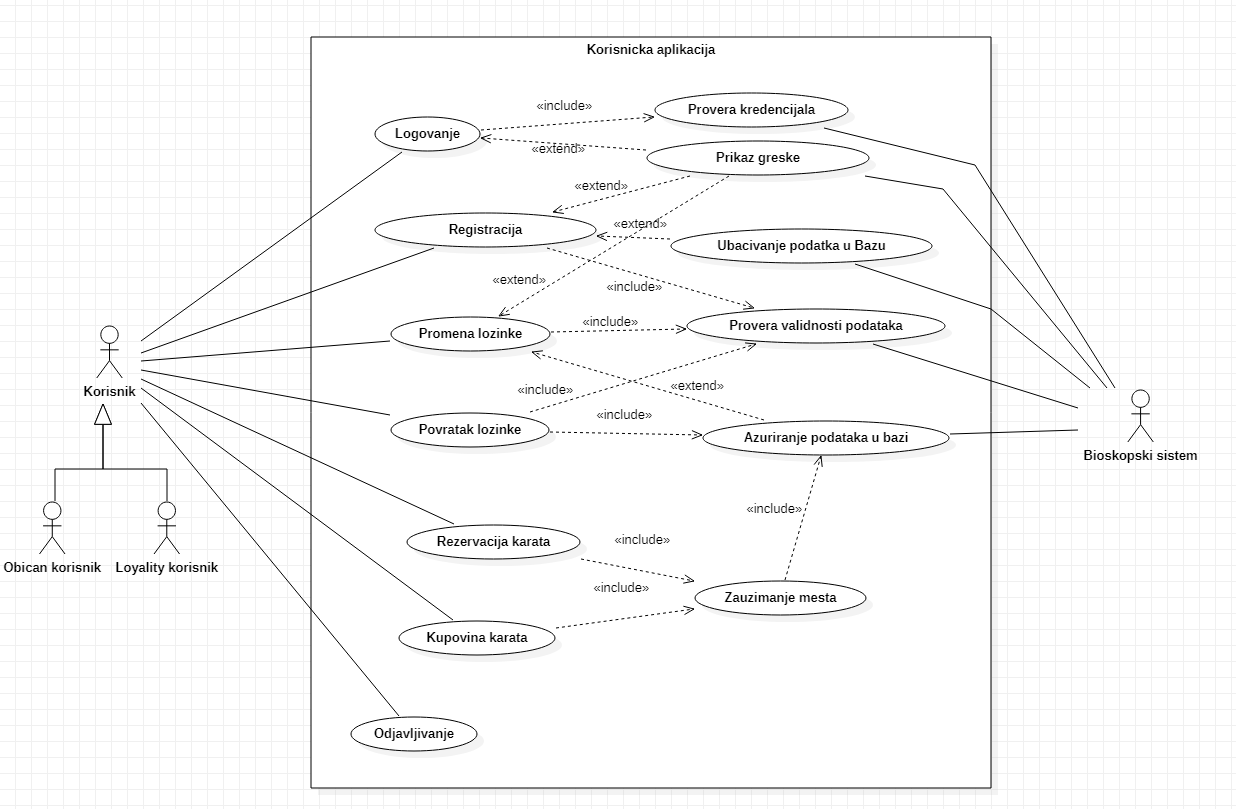 Korisnicka aplikacija
«include»
Provera kredencijala
Logovanje
«extend»
Prikaz greske
«extend»
Registracija
«extend»
Ubacivanje podatka u Bazu
«extend»
«include»
Promena lozinke
«include»
Provera validnosti podataka
Korisnik
«include»
«extend»
«include»
Povratak lozinke
Azuriranje podataka u bazi
Bioskopski sistem
«include»
Obican korisnik
Loyality korisnik
Rezervacija karata
«include»
«include»
Zauzimanje mesta
Kupovina karata
Odjavljivanje